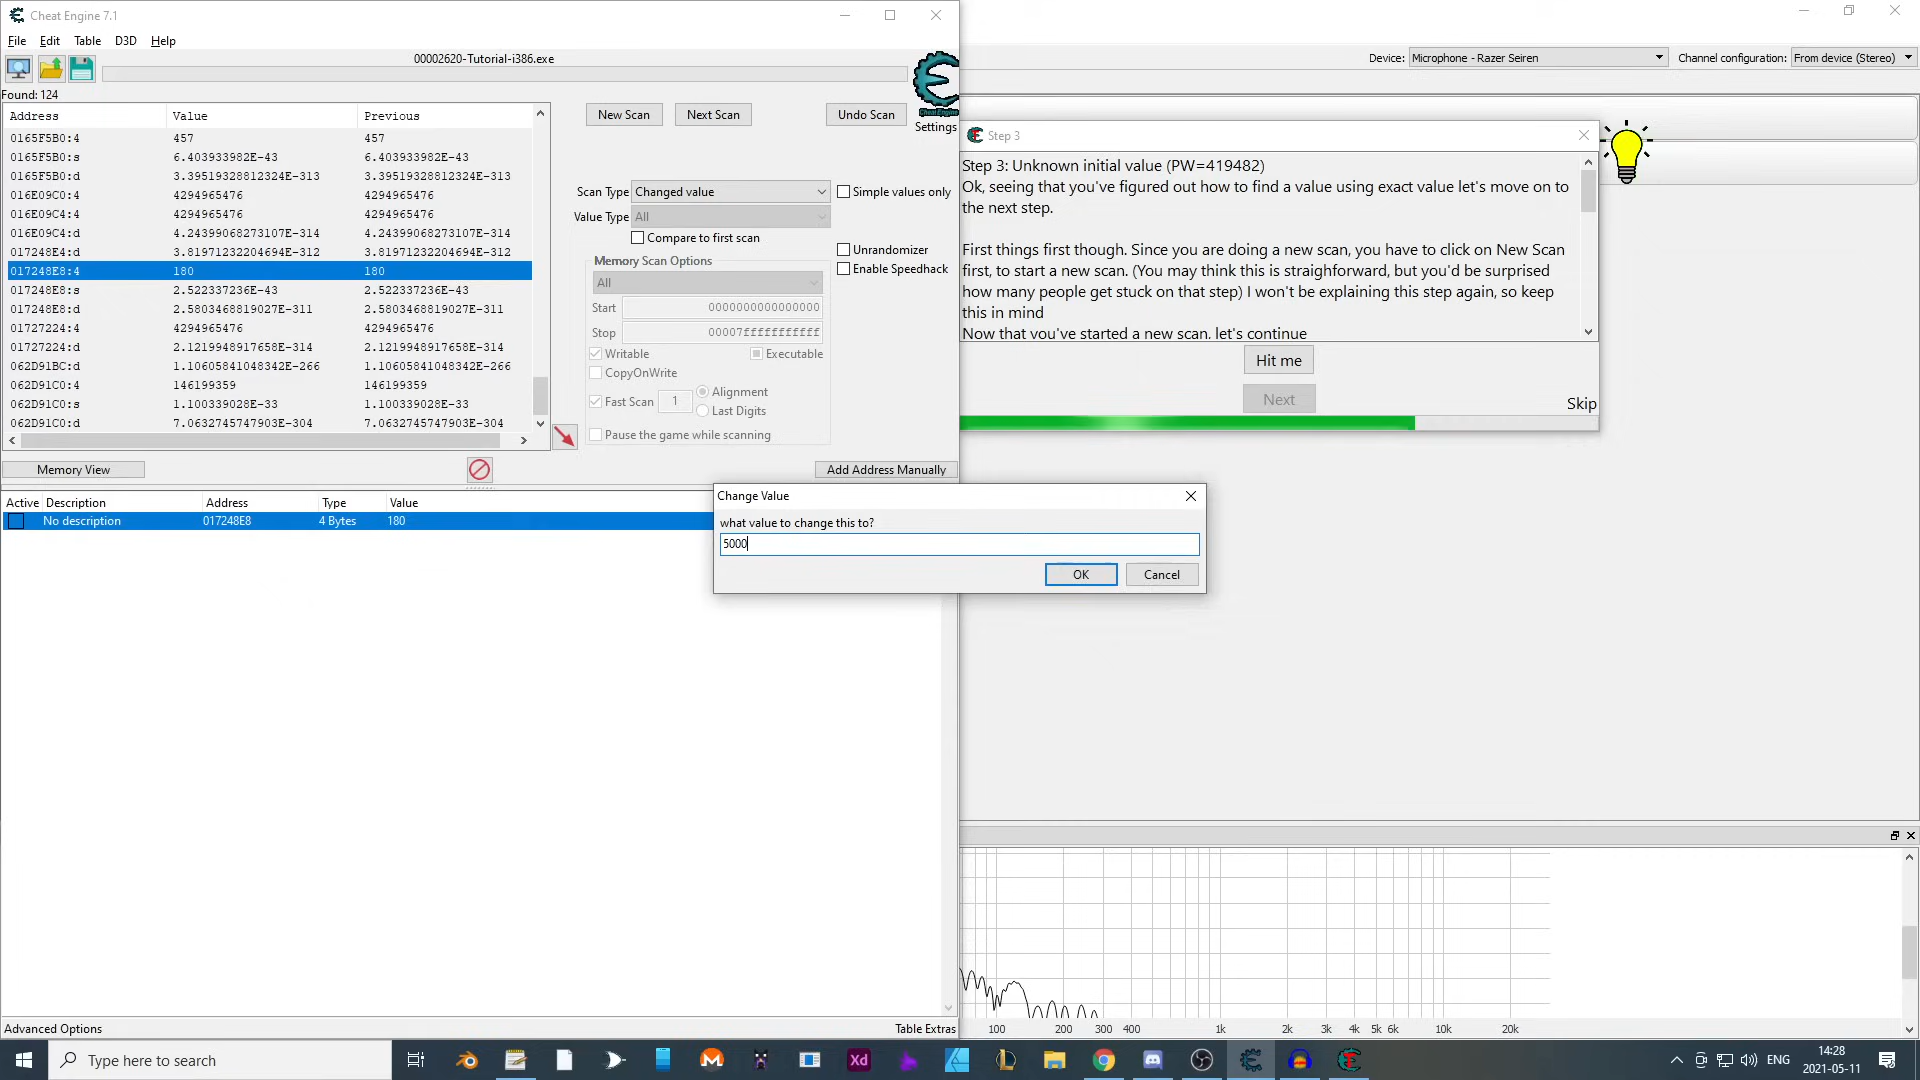 Cheat Engine 7.1
File Edit Table D3D Help
00002620-Tutorial-i386.exe
Found: 124
Address Value Previous
0165F5B0:4 457 457
0165F5B0:s 6.403933982E-43 6.403933982E-43
0165F5B0:d 3.39519328812324E-313 3.39519328812324E-313
016E09C0:4 4294965476 4294965476
016E09C4:4 4294965476 4294965476
016E09C4:d 4.24399068273107E-314 4.24399068273107E-314
017248E4:d 3.81971232204694E-312 3.81971232204694E-312
017248E8:4 180 180
017248E8:s 2.522337236E-43 2.522337236E-43
017248E8:d 2.5803468819027E-311 2.5803468819027E-311
01727224:4 4294965476 4294965476
01727224:d 2.1219948917658E-314 2.1219948917658E-314
062D91BC:d 1.10605841048342E-266 1.10605841048342E-266
062D91C0:4 146199359 146199359
062D91C0:s 1.100339028E-33 1.100339028E-33
062D91C0:d 7.0632745747903E-304 7.0632745747903E-304
New Scan Next Scan Undo Scan
Settings
Scan Type Changed value Simple values only
Value Type All
Compare to first scan
Unrandomizer
Enable Speedhack
Memory Scan Options
All
Start 0000000000000000
Stop 00007fffffffffff
Writable Executable
CopyOnWrite
Fast Scan 1 Alignment
Last Digits
Pause the game while scanning
Memory View Add Address Manually
Active Description Address Type Value
No description 017248E8 4 Bytes 180
Change Value
what value to change this to?
5000
OK Cancel
Advanced Options Table Extras
Device: Microphone - Razer Seiren Channel configuration: From device (Stereo)
Step 3
Step 3: Unknown initial value (PW=419482)
Ok, seeing that you've figured out how to find a value using exact value let's move on to
the next step.
First things first though. Since you are doing a new scan, you have to click on New Scan
first, to start a new scan. (You may think this is straighforward, but you'd be surprised
how many people get stuck on that step) I won't be explaining this step again, so keep
this in mind
Now that you've started a new scan, let's continue
Hit me
Next
Skip
100 200 300 400 1k 2k 3k 4k 5k 6k 10k 20k
Type here to search
Xd
ENG
14:28
2021-05-11